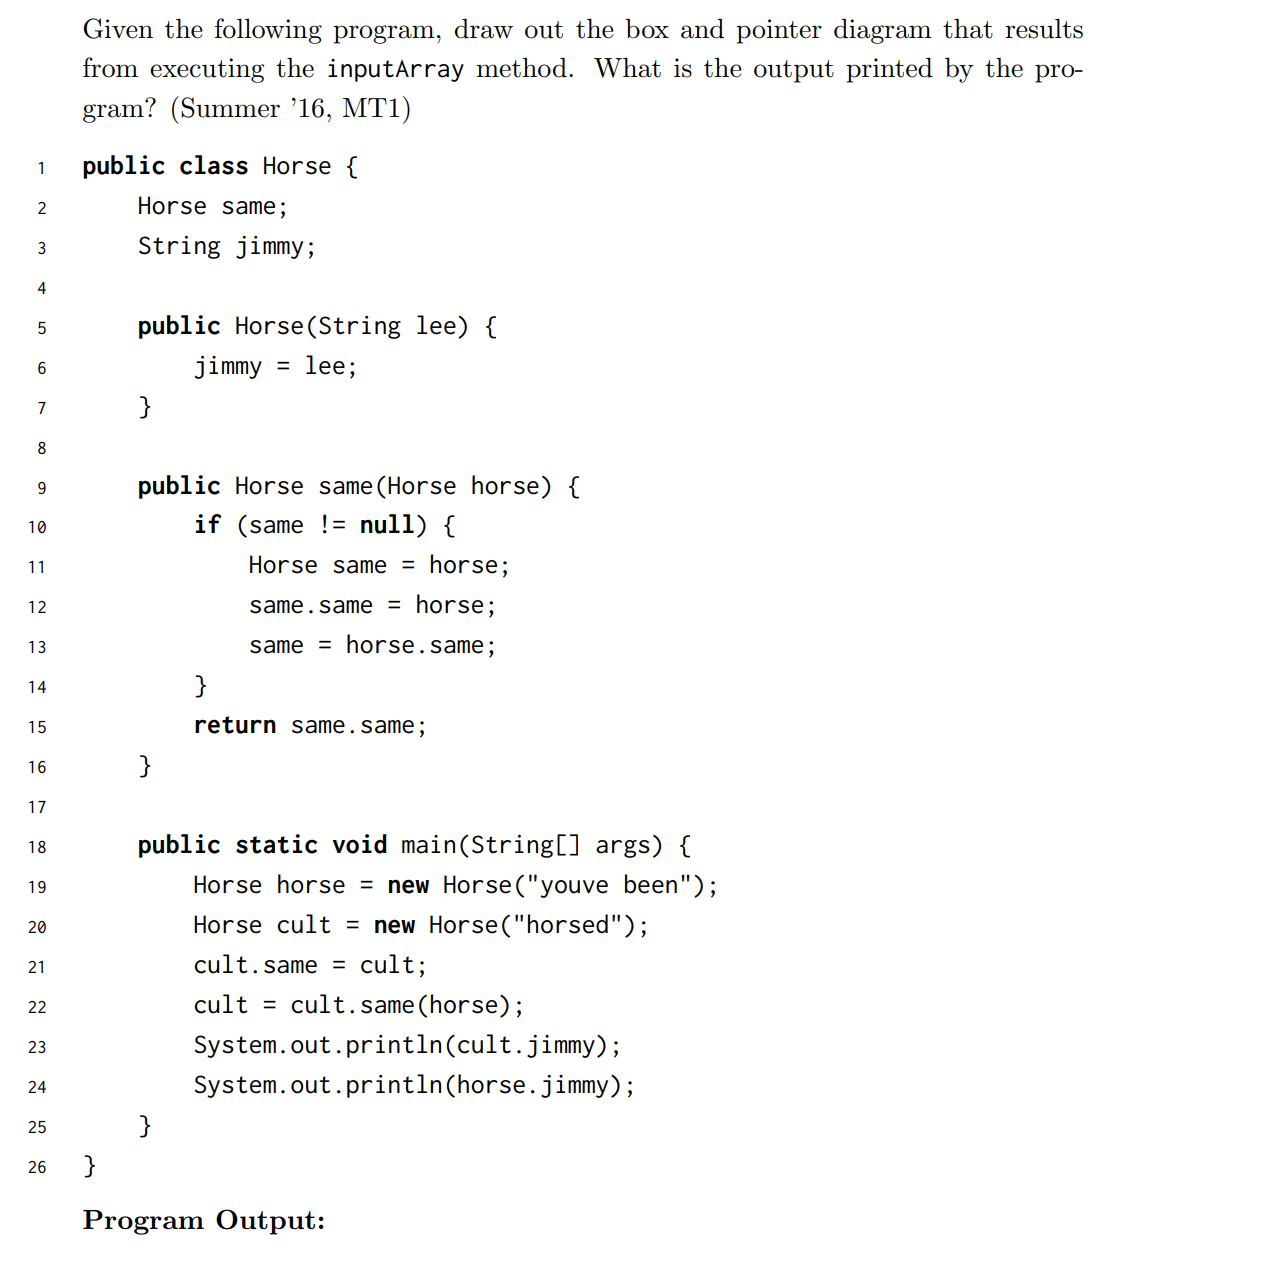 Given the following program, draw out the box and pointer diagram that results
from executing the inputArray method. What is the output printed by the pro-
gram? (Summer ’16, MT1)
1 public class Horse {
2 Horse same;
3 String jimmy;
4
5 public Horse(String lee) {
6 jimmy = lee;
7 }
8
9 public Horse same(Horse horse) {
10 if (same != null) {
11 Horse same = horse;
12 same.same = horse;
13 same = horse.same;
14 }
15 return same.same;
16 }
17
18 public static void main(String[] args) {
19 Horse horse = new Horse("youve been");
20 Horse cult = new Horse("horsed");
21 cult.same = cult;
22 cult = cult.same(horse);
23 System.out.println(cult.jimmy);
24 System.out.println(horse.jimmy);
25 }
26 }
Program Output: